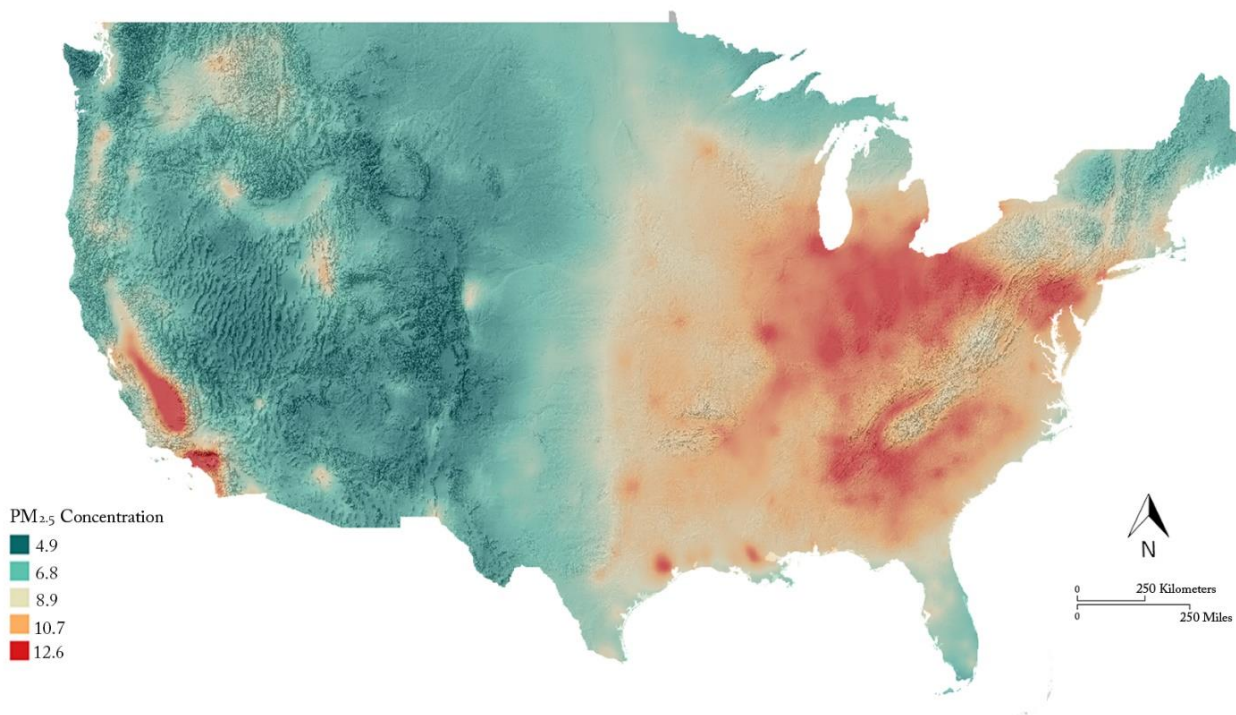 PM2.5 Concentration
4.9
6.8
8.9
10.7
12.6
N
0 250 Kilometers
0 250 Miles